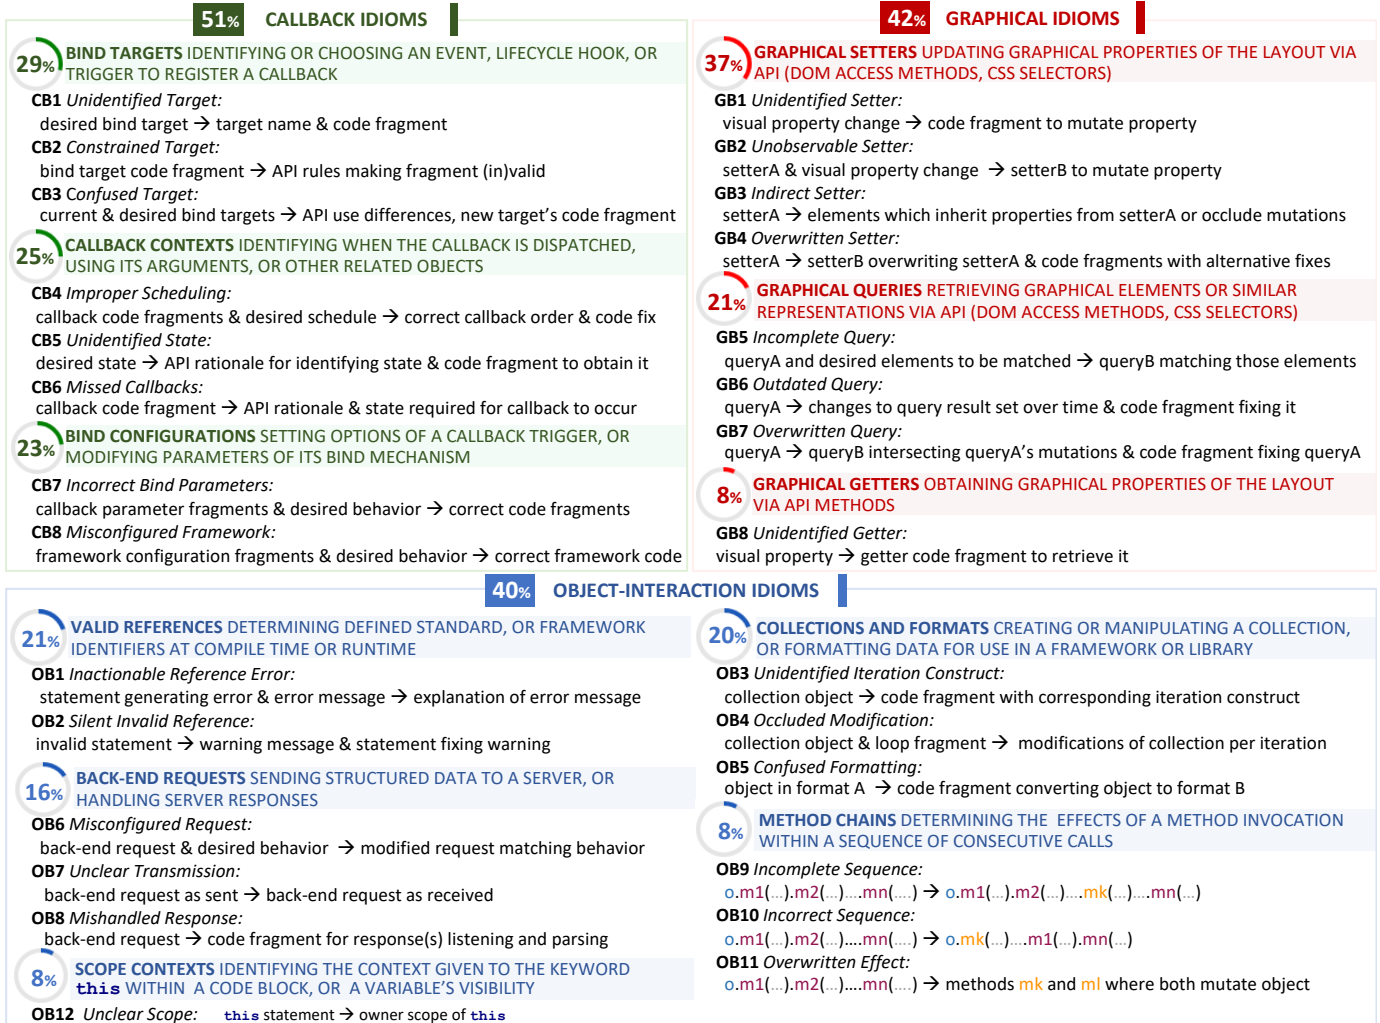 51% CALLBACK IDIOMS
29% BIND TARGETS IDENTIFYING OR CHOOSING AN EVENT, LIFECYCLE HOOK, OR
TRIGGER TO REGISTER A CALLBACK
CB1 Unidentified Target:
desired bind target → target name & code fragment
CB2 Constrained Target:
bind target code fragment → API rules making fragment (in)valid
CB3 Confused Target:
current & desired bind targets → API use differences, new target's code fragment
25% CALLBACK CONTEXTS IDENTIFYING WHEN THE CALLBACK IS DISPATCHED,
USING ITS ARGUMENTS, OR OTHER RELATED OBJECTS
CB4 Improper Scheduling:
callback code fragments & desired schedule → correct callback order & code fix
CB5 Unidentified State:
desired state → API rationale for identifying state & code fragment to obtain it
CB6 Missed Callbacks:
callback code fragment → API rationale & state required for callback to occur
23% BIND CONFIGURATIONS SETTING OPTIONS OF A CALLBACK TRIGGER, OR
MODIFYING PARAMETERS OF ITS BIND MECHANISM
CB7 Incorrect Bind Parameters:
callback parameter fragments & desired behavior → correct code fragments
CB8 Misconfigured Framework:
framework configuration fragments & desired behavior → correct framework code
42% GRAPHICAL IDIOMS
37% GRAPHICAL SETTERS UPDATING GRAPHICAL PROPERTIES OF THE LAYOUT VIA
API (DOM ACCESS METHODS, CSS SELECTORS)
GB1 Unidentified Setter:
visual property change → code fragment to mutate property
GB2 Unobservable Setter:
setterA & visual property change → setterB to mutate property
GB3 Indirect Setter:
setterA → elements which inherit properties from setterA or occlude mutations
GB4 Overwritten Setter:
setterA → setterB overwriting setterA & code fragments with alternative fixes
21% GRAPHICAL QUERIES RETRIEVING GRAPHICAL ELEMENTS OR SIMILAR
REPRESENTATIONS VIA API (DOM ACCESS METHODS, CSS SELECTORS)
GB5 Incomplete Query:
queryA and desired elements to be matched → queryB matching those elements
GB6 Outdated Query:
queryA → changes to query result set over time & code fragment fixing it
GB7 Overwritten Query:
queryA → queryB intersecting queryA's mutations & code fragment fixing queryA
8% GRAPHICAL GETTERS OBTAINING GRAPHICAL PROPERTIES OF THE LAYOUT
VIA API METHODS
GB8 Unidentified Getter:
visual property → getter code fragment to retrieve it
40% OBJECT-INTERACTION IDIOMS
21% VALID REFERENCES DETERMINING DEFINED STANDARD, OR FRAMEWORK
IDENTIFIERS AT COMPILE TIME OR RUNTIME
OB1 Inactionable Reference Error:
statement generating error & error message → explanation of error message
OB2 Silent Invalid Reference:
invalid statement → warning message & statement fixing warning
16% BACK-END REQUESTS SENDING STRUCTURED DATA TO A SERVER, OR
HANDLING SERVER RESPONSES
OB6 Misconfigured Request:
back-end request & desired behavior → modified request matching behavior
OB7 Unclear Transmission:
back-end request as sent → back-end request as received
OB8 Mishandled Response:
back-end request → code fragment for response(s) listening and parsing
8% SCOPE CONTEXTS IDENTIFYING THE CONTEXT GIVEN TO THE KEYWORD
this WITHIN A CODE BLOCK, OR A VARIABLE'S VISIBILITY
OB12 Unclear Scope: this statement → owner scope of this
20% COLLECTIONS AND FORMATS CREATING OR MANIPULATING A COLLECTION,
OR FORMATTING DATA FOR USE IN A FRAMEWORK OR LIBRARY
OB3 Unidentified Iteration Construct:
collection object → code fragment with corresponding iteration construct
OB4 Occluded Modification:
collection object & loop fragment → modifications of collection per iteration
OB5 Confused Formatting:
object in format A → code fragment converting object to format B
8% METHOD CHAINS DETERMINING THE EFFECTS OF A METHOD INVOCATION
WITHIN A SEQUENCE OF CONSECUTIVE CALLS
OB9 Incomplete Sequence:
o.m1(...).m2(...)....mn(....) → o.m1(...).m2(...)....mk(...)....mn(...)
OB10 Incorrect Sequence:
o.m1(...).m2(...)....mn(....) → o.mk(...)....m1(...).mn(...)
OB11 Overwritten Effect:
o.m1(...).m2(...)....mn(....) → methods mk and ml where both mutate object